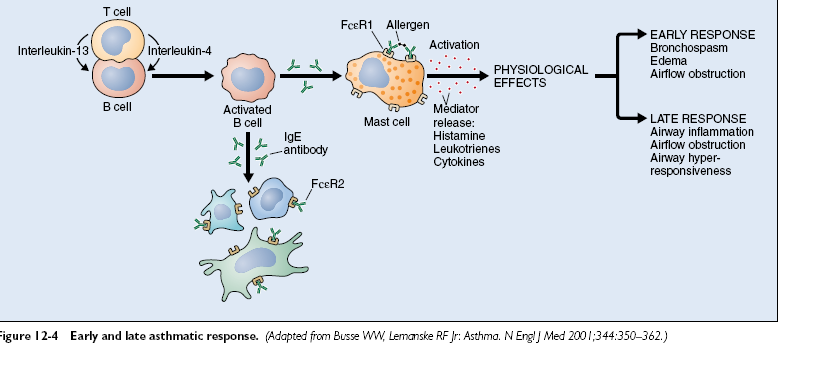 T cell
Interleukin-13
Interleukin-4
B cell
Activated
B cell
IgE
antibody
FcεR2
FcεR1
Allergen
Activation
Mast cell
Mediator
release:
Histamine
Leukotrienes
Cytokines
PHYSIOLOGICAL
EFFECTS
EARLY RESPONSE
Bronchospasm
Edema
Airflow obstruction
LATE RESPONSE
Airway inflammation
Airflow obstruction
Airway hyper-
responsiveness
Figure 12-4 Early and late asthmatic response. (Adapted from Busse WW, Lemanske RF Jr: Asthma. N Engl J Med 2001;344:350–362.)